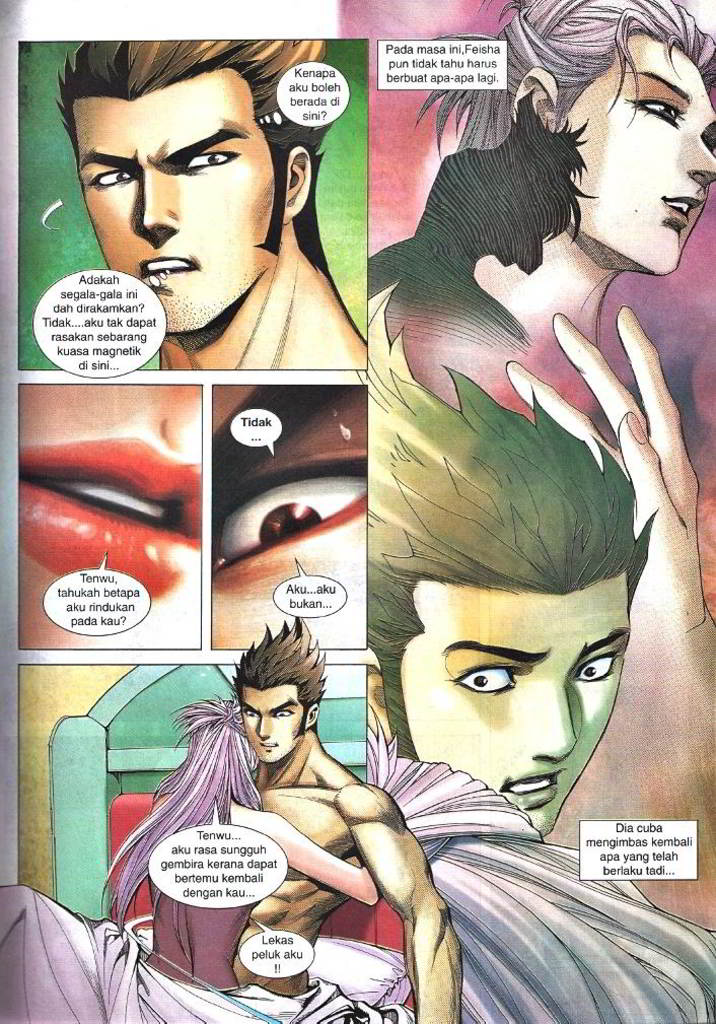 Kenapa
aku boleh
berada di
sini?
Adakah
segala-gala ini
dah dirakamkan?
Tidak....aku tak dapat
rasakan sebarang
kuasa magnetik
di sini...
Pada masa ini,Feisha
pun tidak tahu harus
berbuat apa-apa lagi.
Tenwu,
tahukah betapa
aku rindukan
pada kau?
Tidak
...
Aku...aku
bukan...
Tenwu...
aku rasa sungguh
gembira kerana dapat
bertemu kembali
dengan kau...
Lekas
peluk aku
!!
Dia cuba
mengimbas kembali
apa yang telah
berlaku tadi...